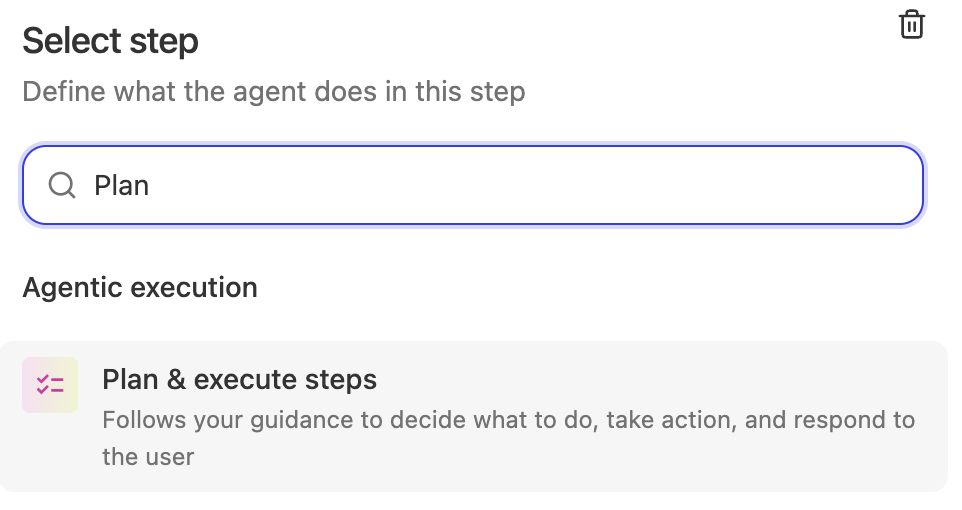 Select step
Define what the agent does in this step
Plan
Agentic execution
Plan & execute steps
Follows your guidance to decide what to do, take action, and respond to
the user